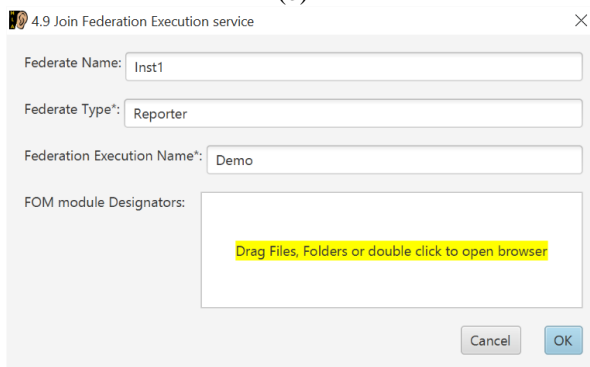 4.9 Join Federation Execution service
Federate Name: Inst1
Federate Type*: Reporter
Federation Execution Name*: Demo
FOM module Designators:
Drag Files, Folders or double click to open browser
Cancel OK